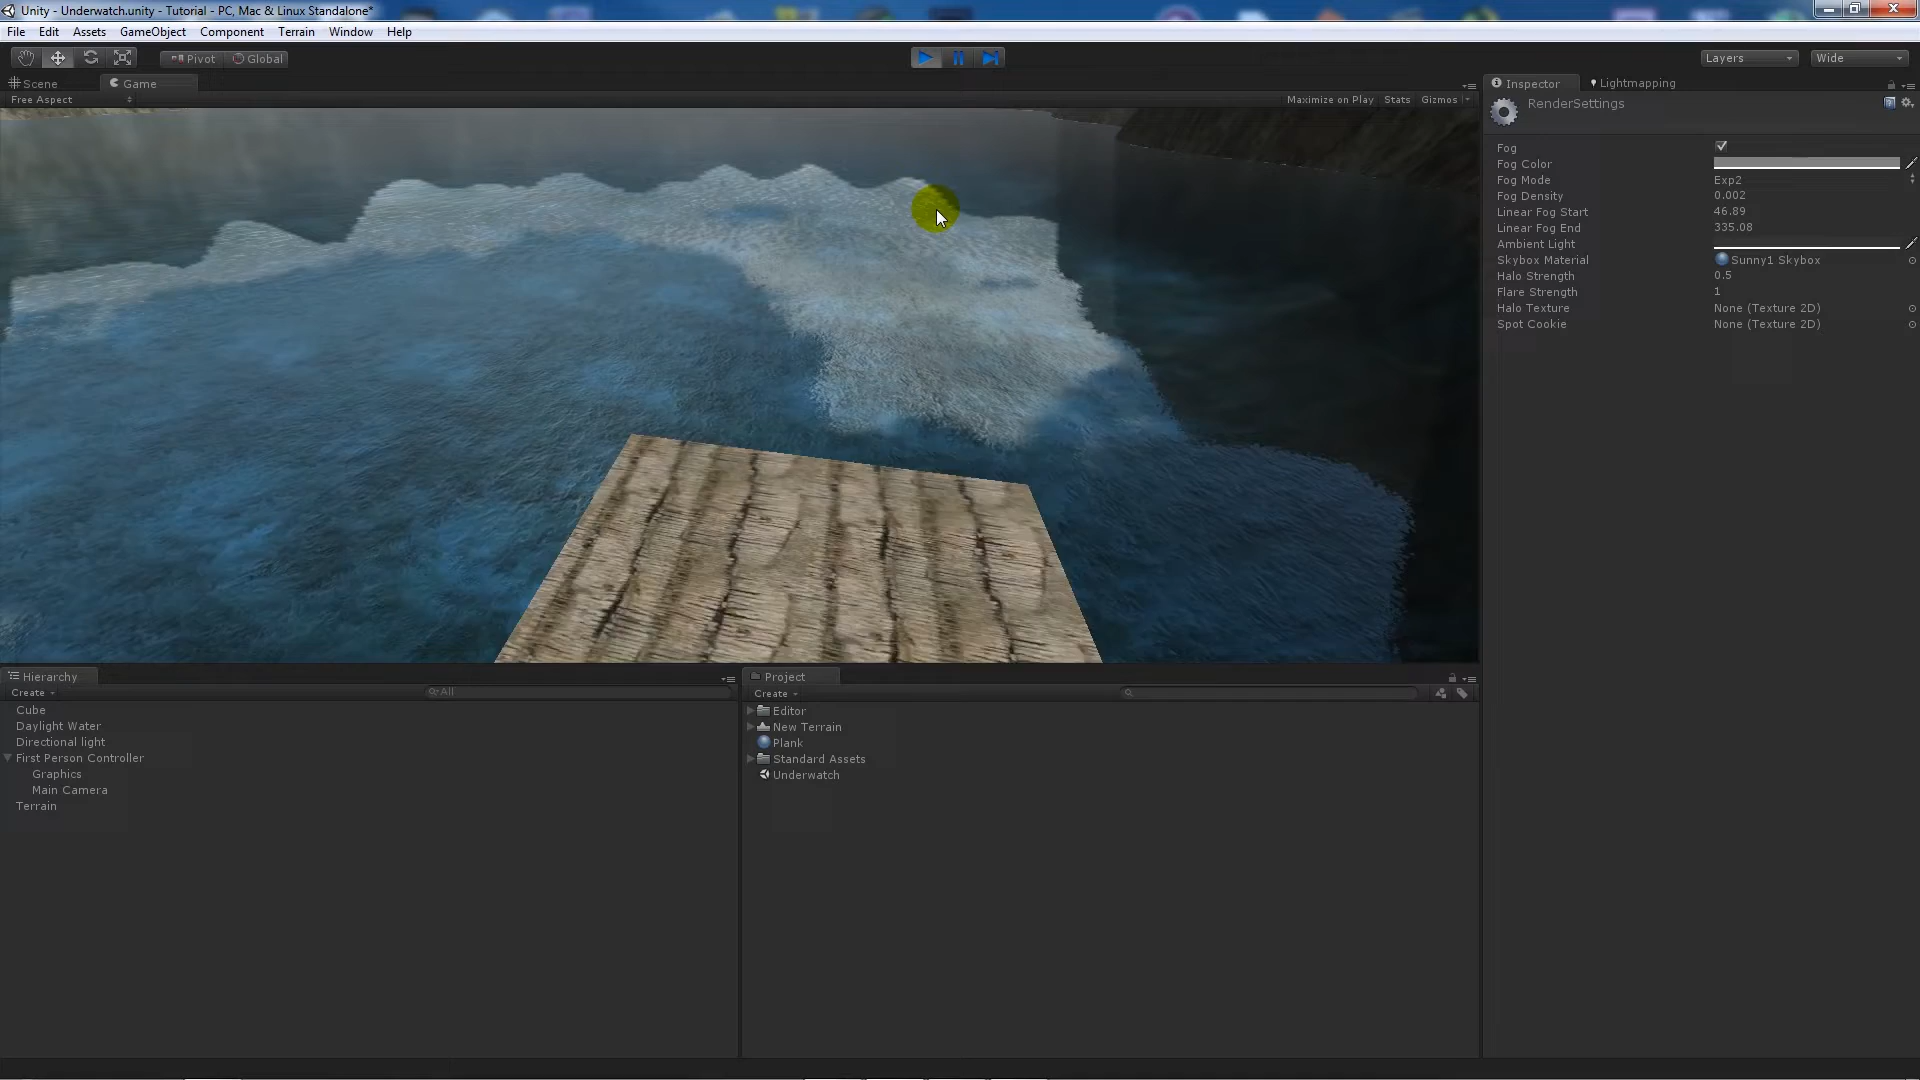 Unity - Underwatch.unity - Tutorial - PC, Mac & Linux Standalone*
File Edit Assets GameObject Component Terrain Window Help
Pivot Global Layers Wide
Scene Game
Free Aspect Maximize on Play Stats Gizmos
Inspector Lightmapping
RenderSettings
Fog
Fog Color
Fog Mode Exp2
Fog Density 0.002
Linear Fog Start 46.89
Linear Fog End 335.08
Ambient Light
Skybox Material Sunny1 Skybox
Halo Strength 0.5
Flare Strength 1
Halo Texture None (Texture 2D)
Spot Cookie None (Texture 2D)
Hierarchy
Create All
Cube
Daylight Water
Directional light
First Person Controller
Graphics
Main Camera
Terrain
Project
Create
Editor
New Terrain
Plank
Standard Assets
Underwatch